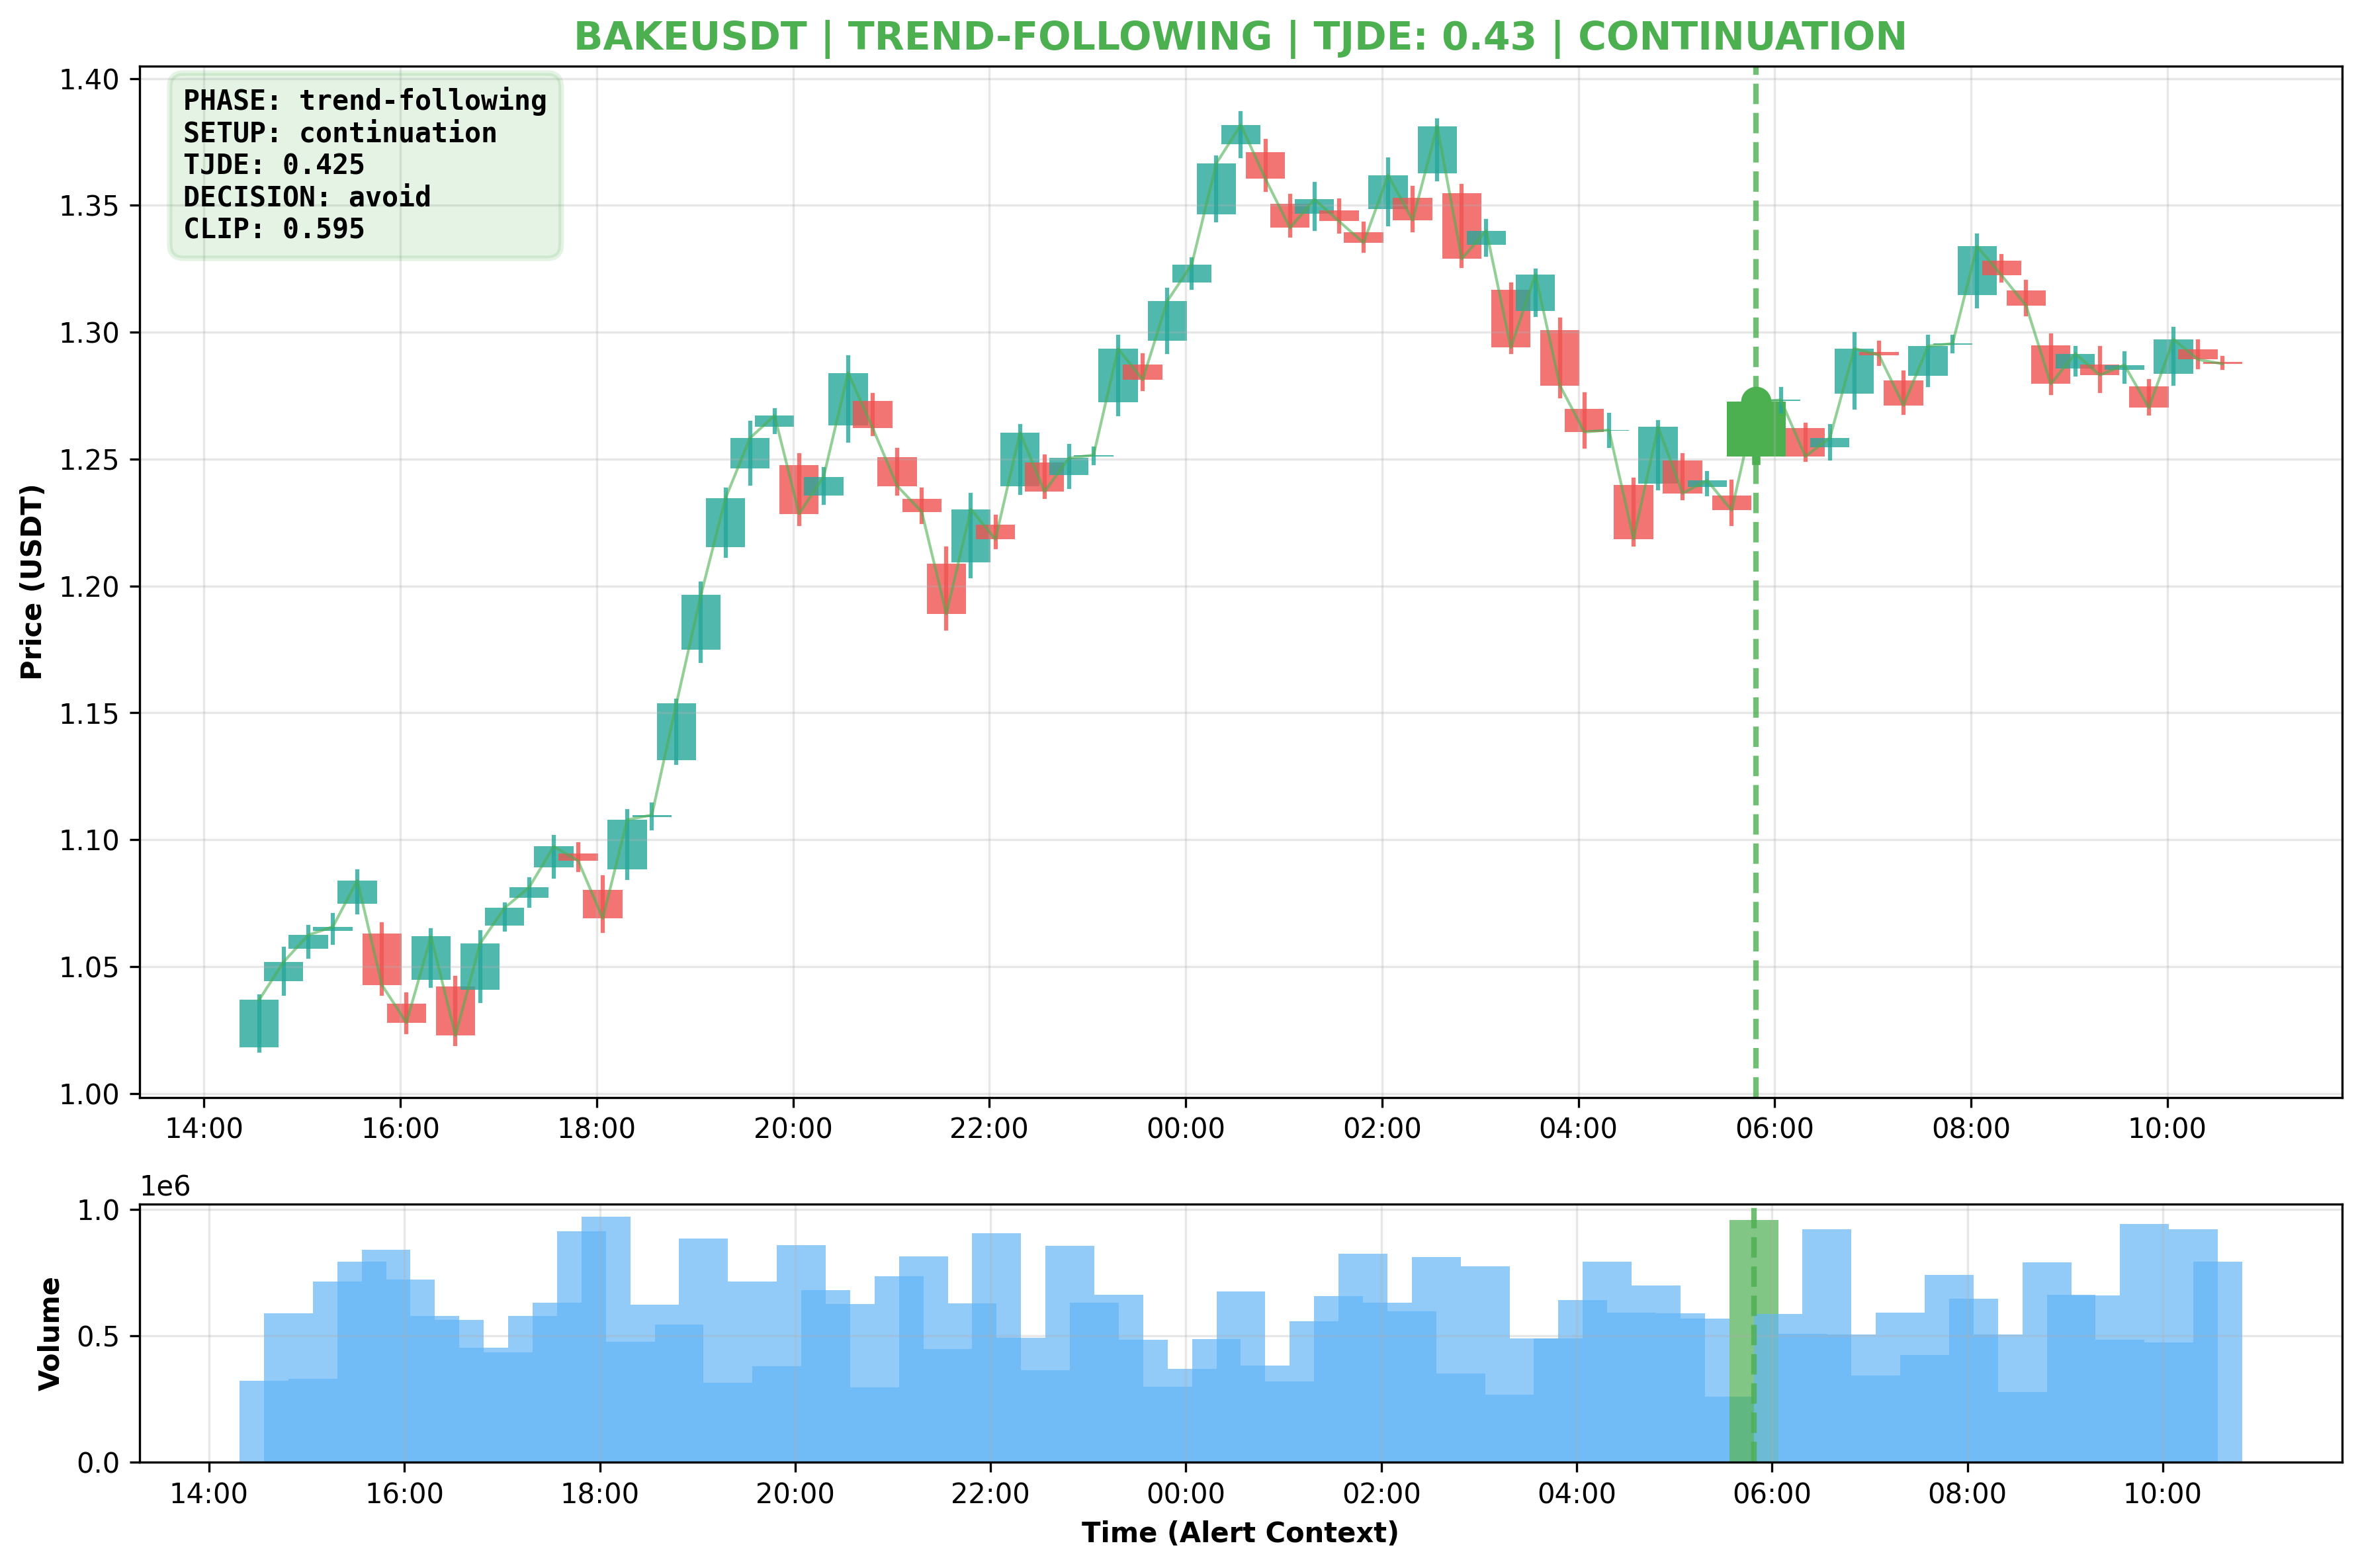 BAKEUSDT | TREND-FOLLOWING | TJDE: 0.43 | CONTINUATION
PHASE: trend-following
SETUP: continuation
TJDE: 0.425
DECISION: avoid
CLIP: 0.595
Price (USDT)
1.40
1.35
1.30
1.25
1.20
1.15
1.10
1.05
1.00
14:00 16:00 18:00 20:00 22:00 00:00 02:00 04:00 06:00 08:00 10:00
1e6
Volume
1.0
0.5
0.0
14:00 16:00 18:00 20:00 22:00 00:00 02:00 04:00 06:00 08:00 10:00
Time (Alert Context)